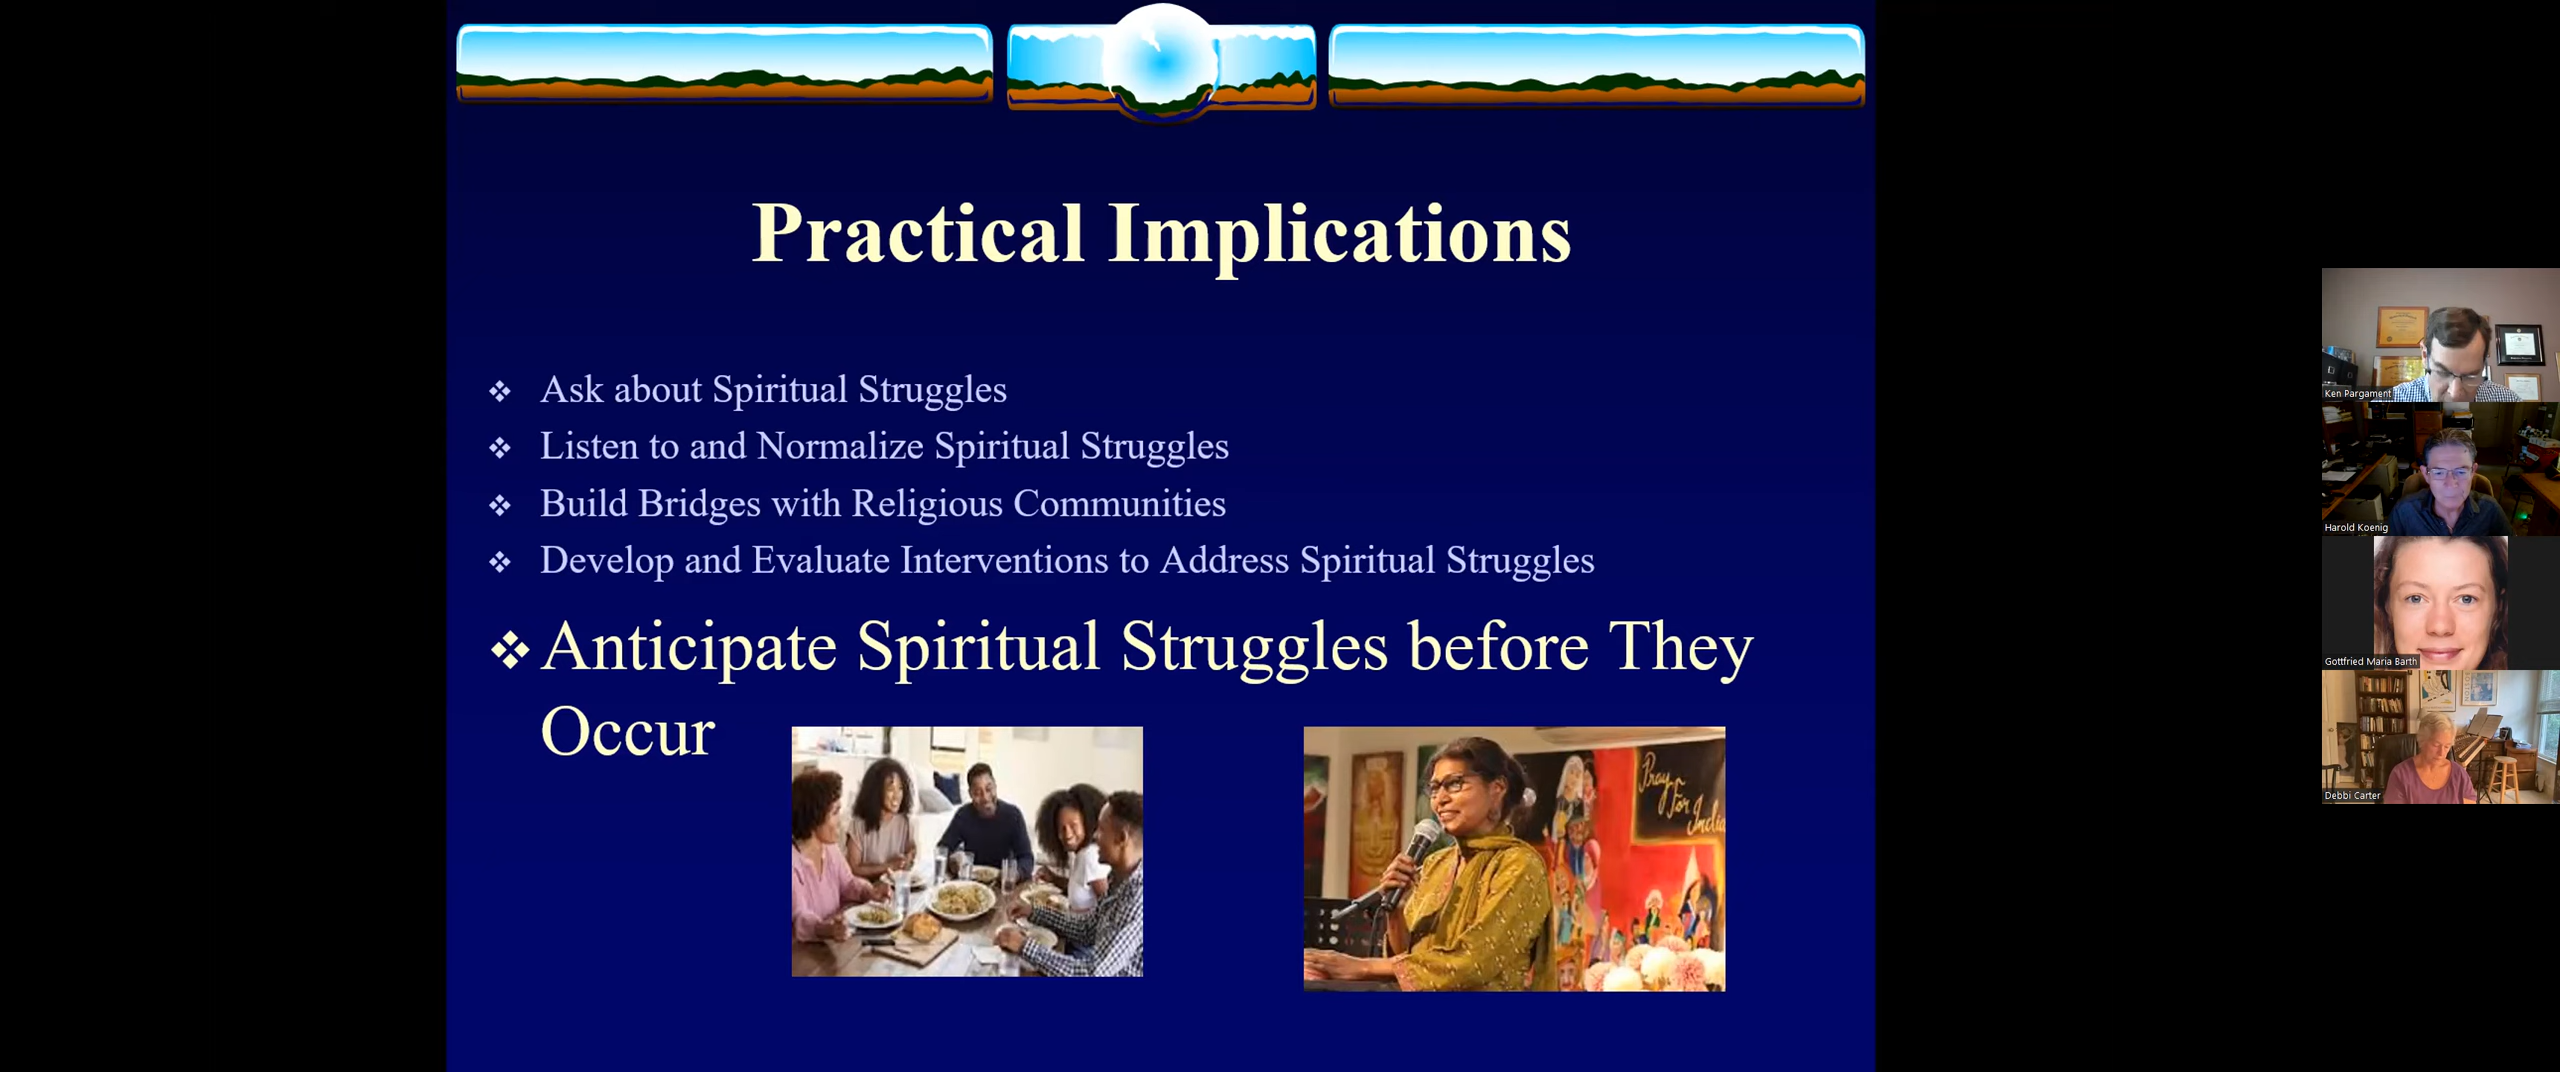 Practical Implications
Ask about Spiritual Struggles
Listen to and Normalize Spiritual Struggles
Build Bridges with Religious Communities
Develop and Evaluate Interventions to Address Spiritual Struggles
Anticipate Spiritual Struggles before They
Occur
Pray
for
India
Ken Pargament
Harold Koenig
Gottfried Maria Barth
Debbi Carter